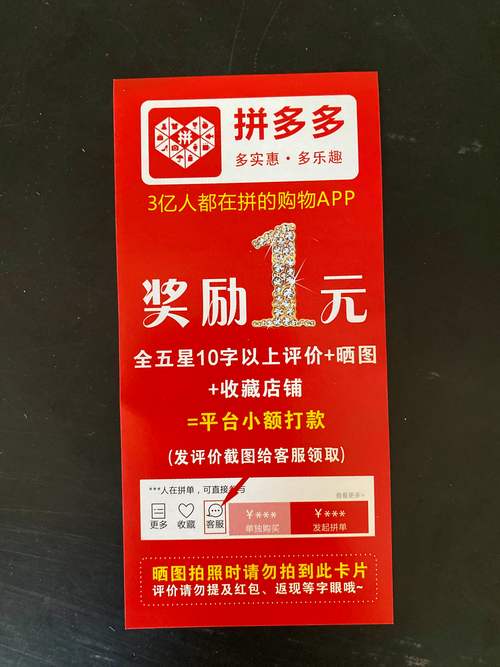 拼
拼多多
多实惠·多乐趣
3亿人都在拼的购物APP
奖励1元
全五星10字以上评价+晒图
+收藏店铺
=平台小额打款
(发评价截图给客服领取)
***人在拼单，可直接参与
查看更多>
更多 收藏 客服
¥***
单独购买
¥***
发起拼单
晒图拍照时请勿拍到此卡片
评价请勿提及红包、返现等字眼哦~